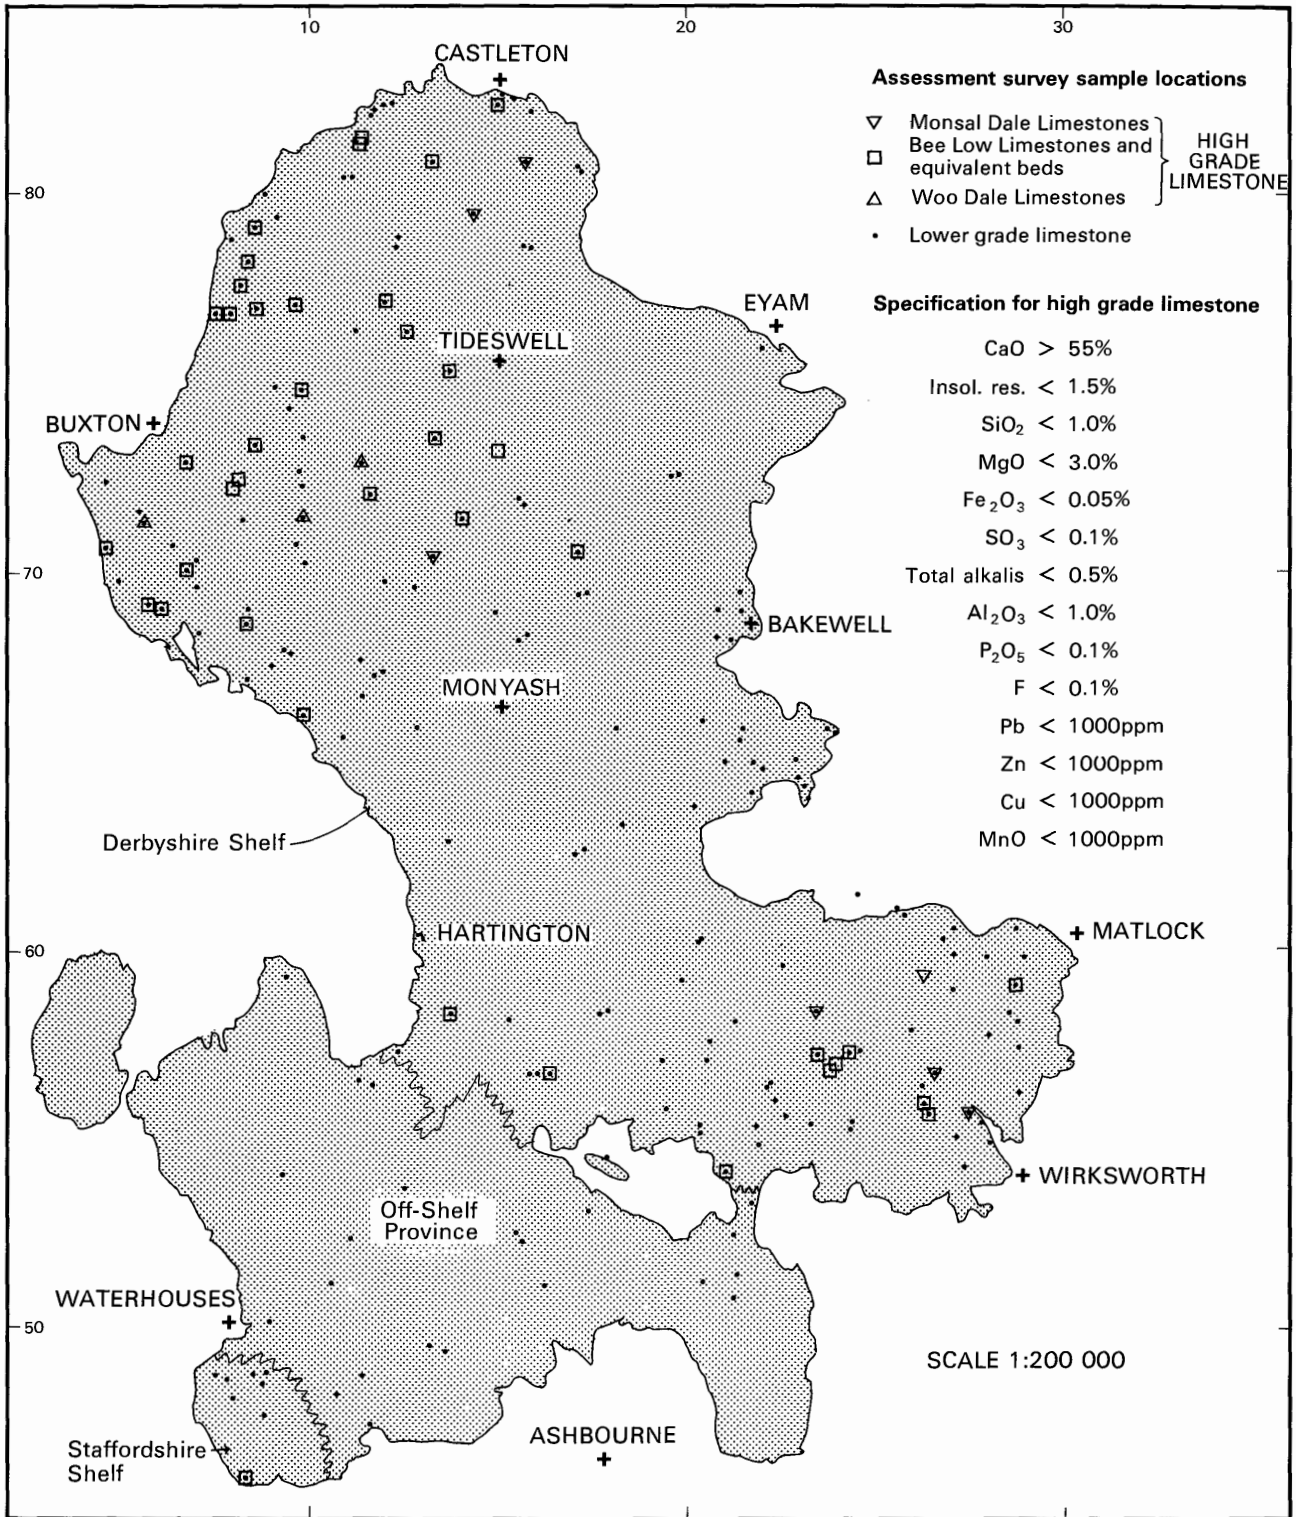 10
20
30
CASTLETON
Assessment survey sample locations
Monsal Dale Limestones
Bee Low Limestones and
equivalent beds
Woo Dale Limestones
HIGH
GRADE
LIMESTONE
Lower grade limestone
80
EYAM
Specification for high grade limestone
CaO > 55%
Insol. res. < 1.5%
SiO₂ < 1.0%
MgO < 3.0%
Fe₂O₃ < 0.05%
SO₃ < 0.1%
Total alkalis < 0.5%
Al₂O₃ < 1.0%
P₂O₅ < 0.1%
F < 0.1%
Pb < 1000ppm
Zn < 1000ppm
Cu < 1000ppm
MnO < 1000ppm
TIDESWELL
BUXTON
70
BAKEWELL
MONYASH
Derbyshire Shelf
HARTINGTON
MATLOCK
60
WIRKSWORTH
Off-Shelf
Province
WATERHOUSES
50
SCALE 1:200 000
ASHBOURNE
Staffordshire
Shelf